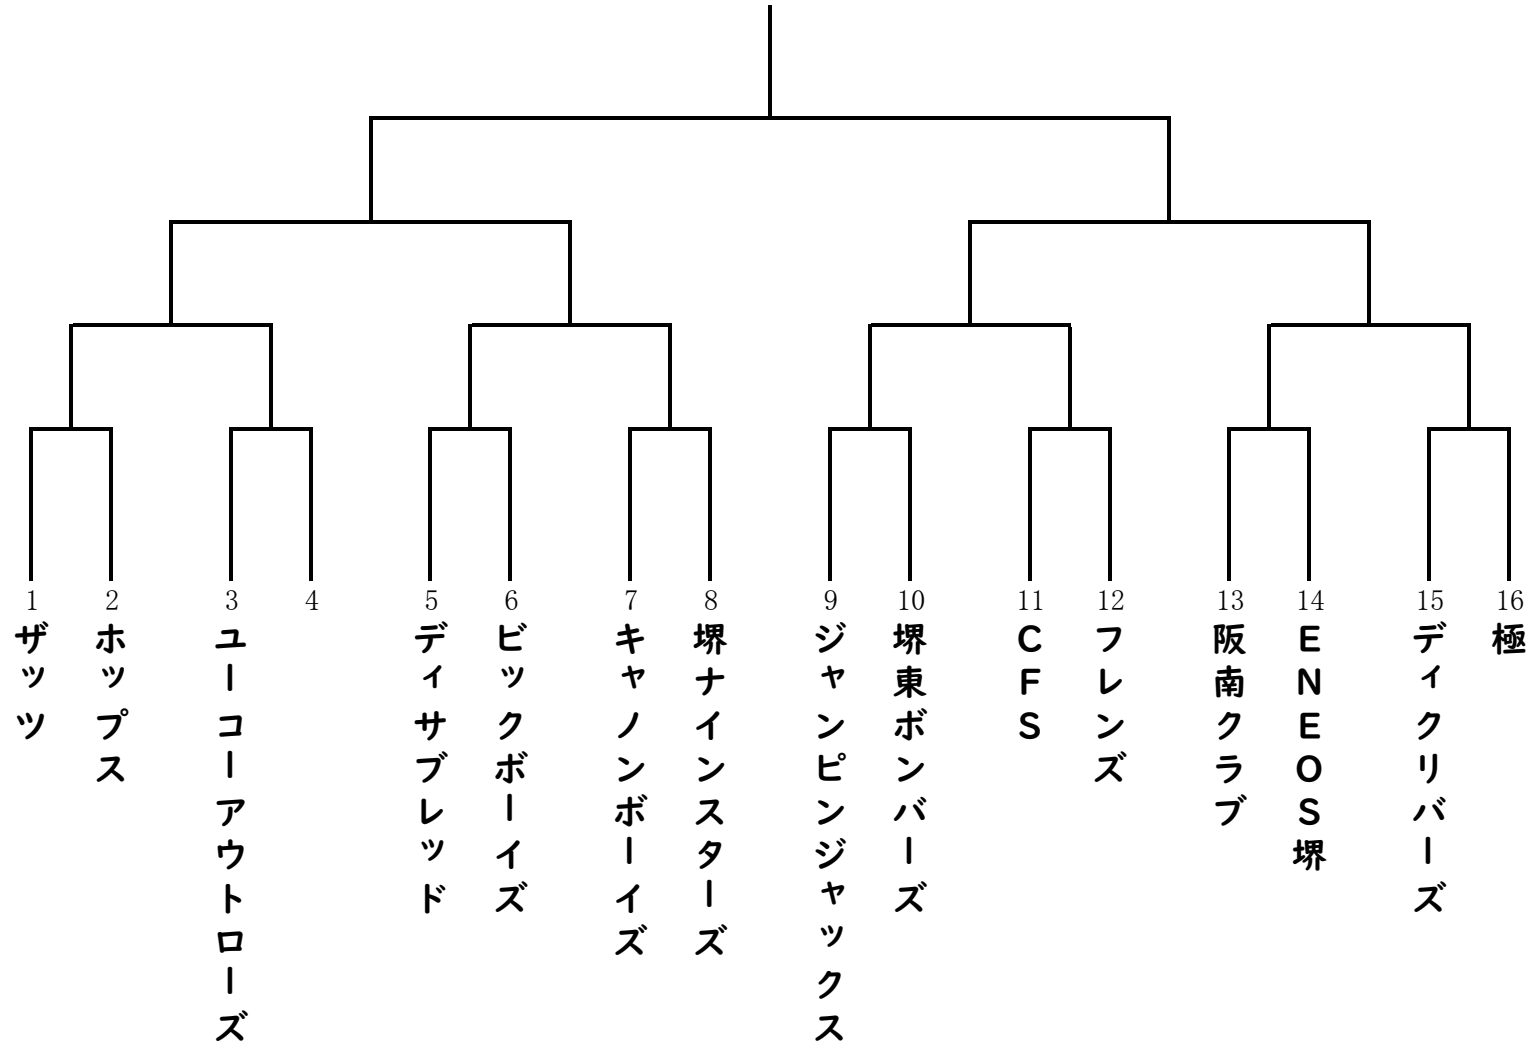 1
ザッツ
2
ホップス
3
ユーコーアウトローズ
4
5
ディサブレッド
6
ビックボーイズ
7
キャノンボーイズ
8
堺ナインスターズ
9
ジャンピンジャックス
10
堺東ボンバーズ
11
CFS
12
フレンズ
13
阪南クラブ
14
ENEOS堺
15
ディクリバーズ
16
極